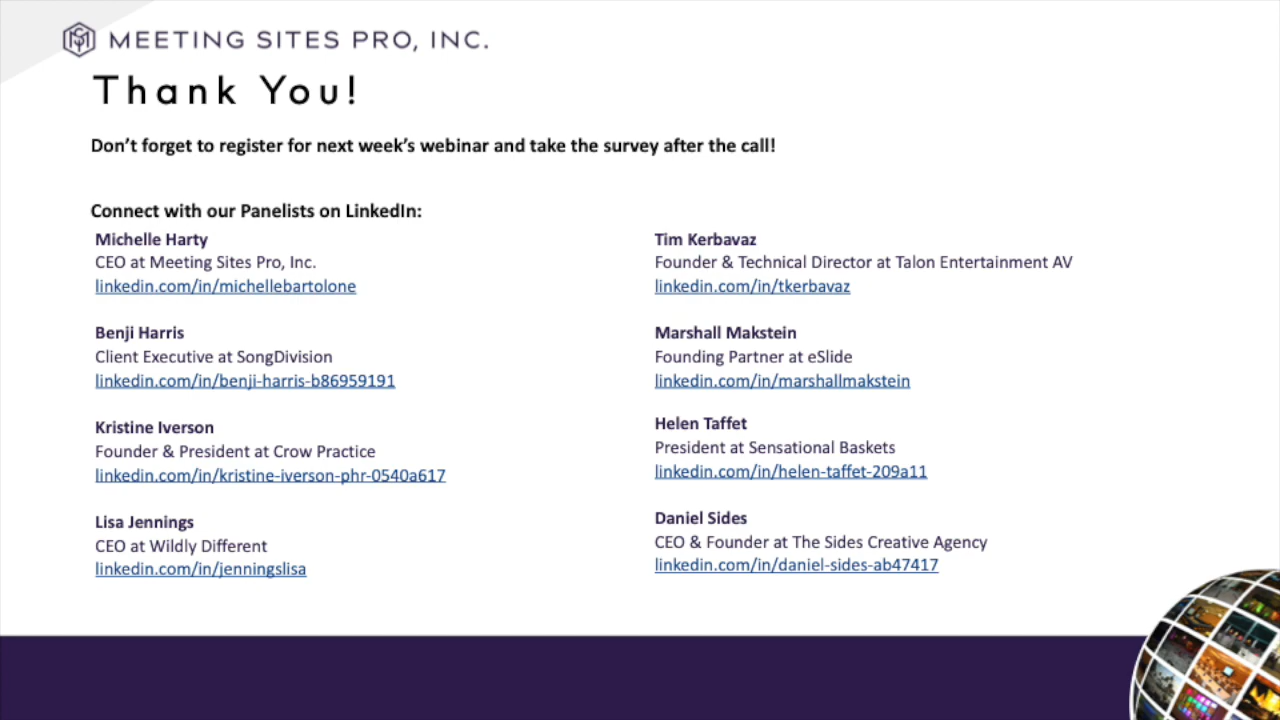 MEETING SITES PRO, INC.
Thank You!
Don’t forget to register for next week’s webinar and take the survey after the call!
Connect with our Panelists on LinkedIn:
Michelle Harty
CEO at Meeting Sites Pro, Inc.
linkedin.com/in/michellebartolone
Benji Harris
Client Executive at SongDivision
linkedin.com/in/benji-harris-b86959191
Kristine Iverson
Founder & President at Crow Practice
linkedin.com/in/kristine-iverson-phr-0540a617
Lisa Jennings
CEO at Wildly Different
linkedin.com/in/jenningslisa
Tim Kerbavaz
Founder & Technical Director at Talon Entertainment AV
linkedin.com/in/tkerbavaz
Marshall Makstein
Founding Partner at eSlide
linkedin.com/in/marshallmakstein
Helen Taffet
President at Sensational Baskets
linkedin.com/in/helen-taffet-209a11
Daniel Sides
CEO & Founder at The Sides Creative Agency
linkedin.com/in/daniel-sides-ab47417